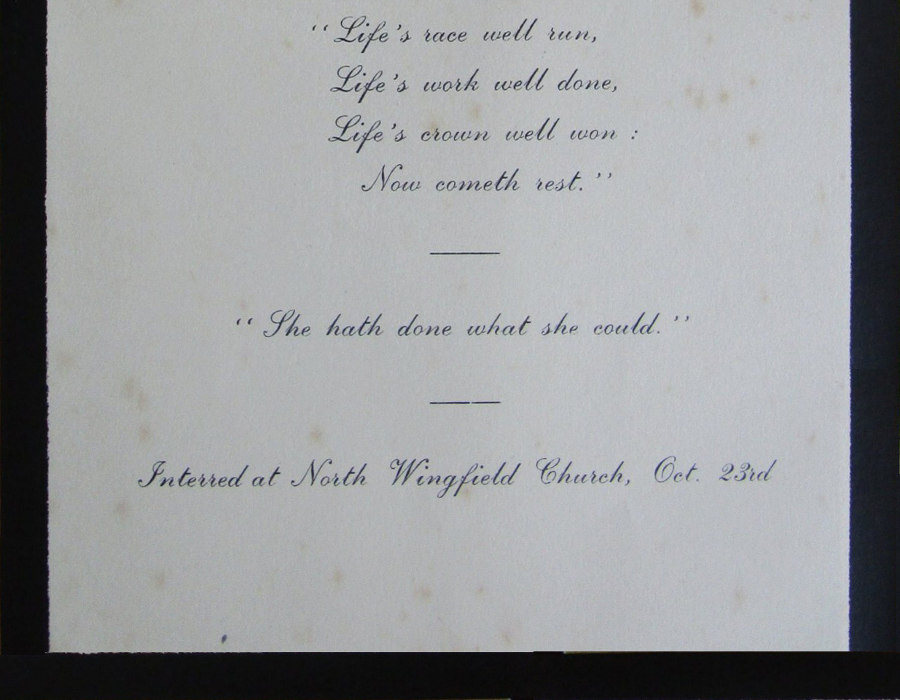 “Life's race well run,
Life's work well done,
Life's crown well won :
Now cometh rest.”
“She hath done what she could.”
Interred at North Wingfield Church, Oct. 23rd